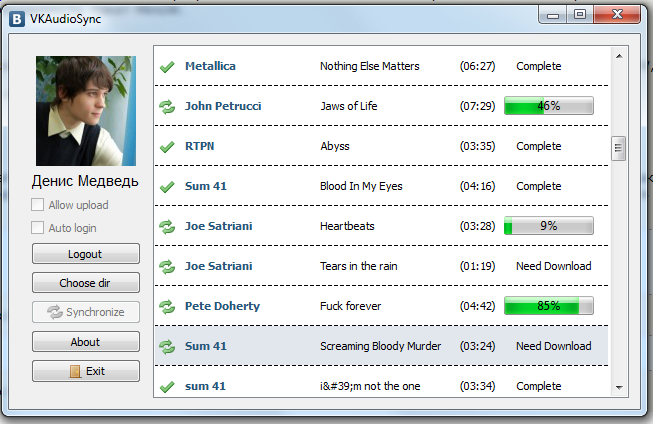 VKAudioSync
Денис Медведь
Allow upload
Auto login
Logout
Choose dir
Synchronize
About
Exit
Metallica Nothing Else Matters (06:27) Complete
John Petrucci Jaws of Life (07:29) 46%
RTPN Abyss (03:35) Complete
Sum 41 Blood In My Eyes (04:16) Complete
Joe Satriani Heartbeats (03:28) 9%
Joe Satriani Tears in the rain (01:19) Need Download
Pete Doherty Fuck forever (04:42) 85%
Sum 41 Screaming Bloody Murder (03:24) Need Download
sum 41 i&#39;m not the one (03:34) Complete